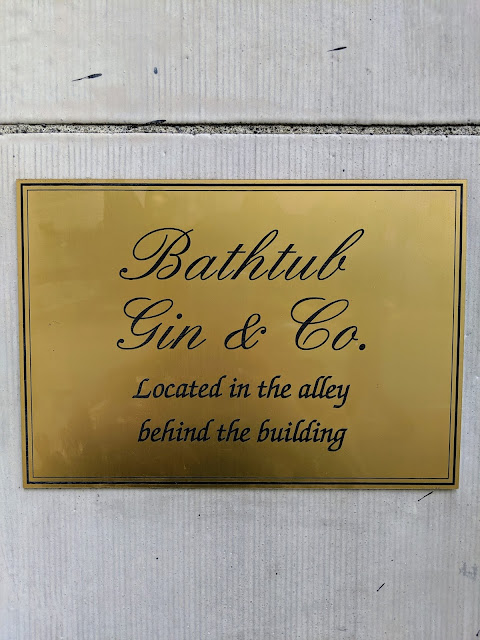 Bathtub
Gin & Co.
Located in the alley
behind the building